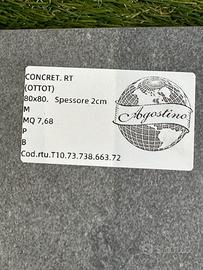 CONCRET. RT
(OTTOT)
80x80. Spessore 2cm
M
MQ 7,68
P
B
Cod.rtu.T10.73.738.663.72
Agostino